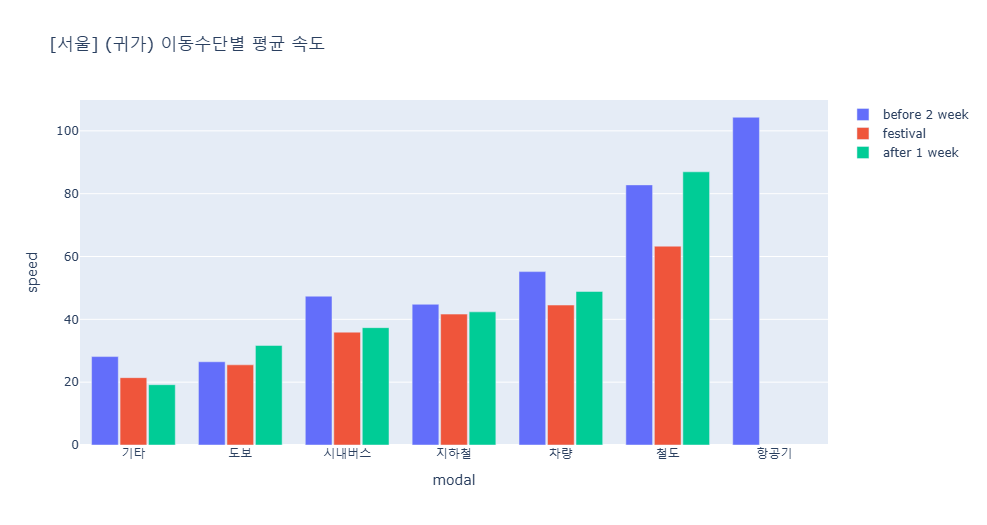 [서울] (귀가) 이동수단별 평균 속도
before 2 week
festival
after 1 week
speed
100
80
60
40
20
0
기타 도보 시내버스 지하철 차량 철도 항공기
modal